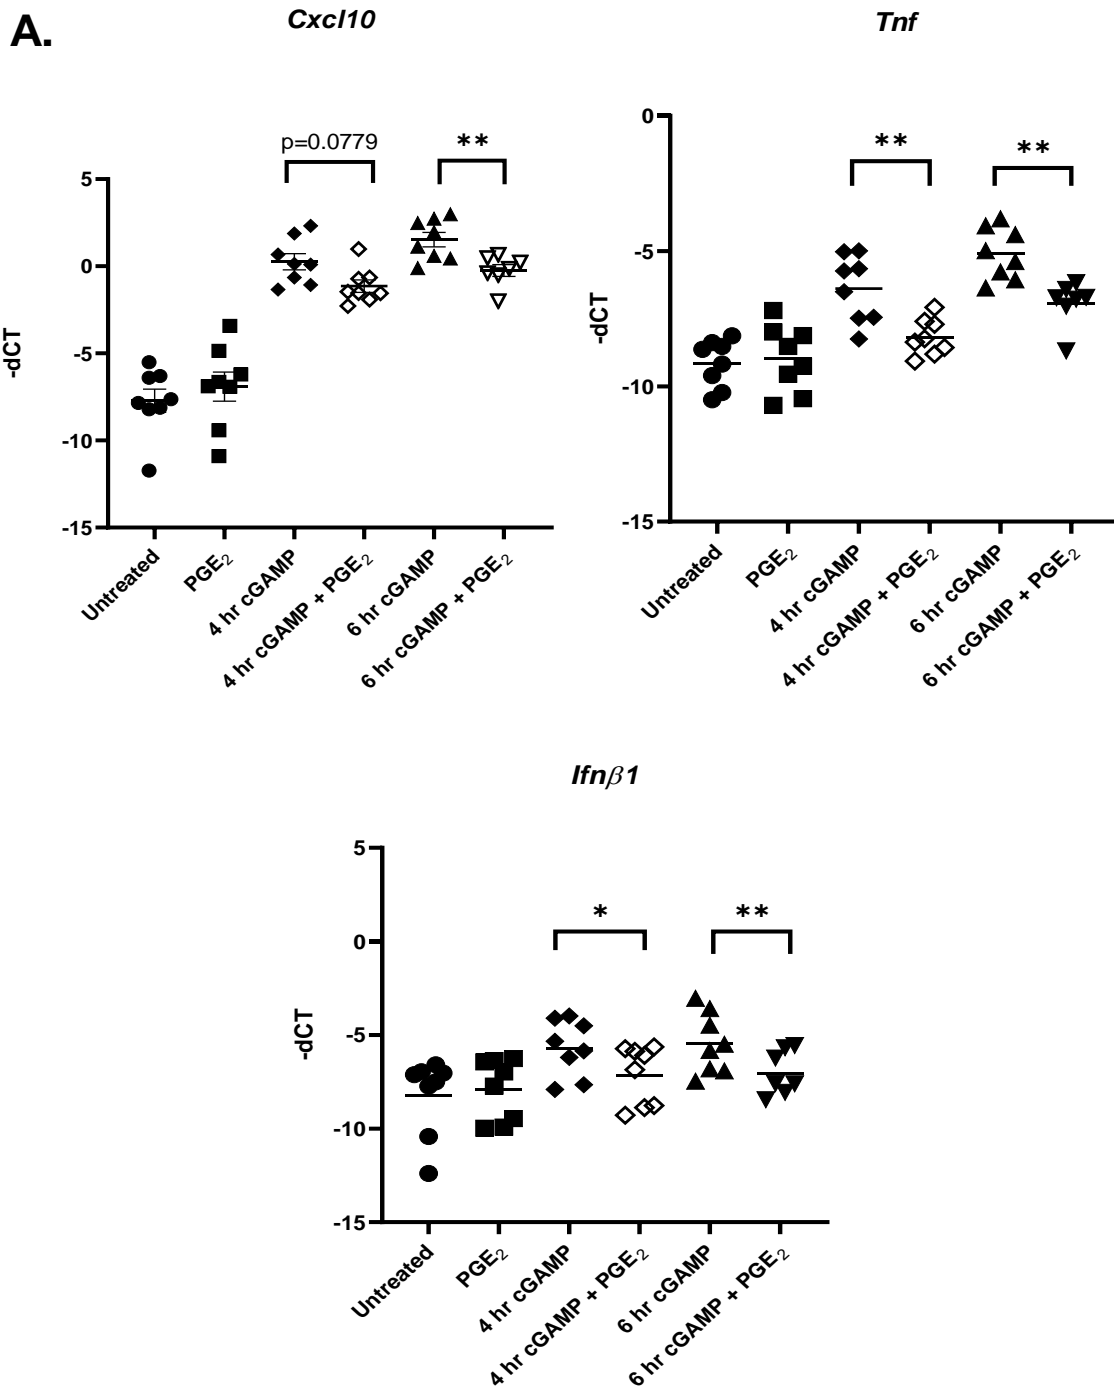 A.
Cxcl10
p=0.0779
**
-dCT
5
0
-5
-10
-15
Untreated
PGE₂
4 hr cGAMP
4 hr cGAMP + PGE₂
6 hr cGAMP
6 hr cGAMP + PGE₂
Tnf
**
**
-dCT
0
-5
-10
-15
Untreated
PGE₂
4 hr cGAMP
4 hr cGAMP + PGE₂
6 hr cGAMP
6 hr cGAMP + PGE₂
Ifnβ1
*
**
-dCT
5
0
-5
-10
-15
Untreated
PGE₂
4 hr cGAMP
4 hr cGAMP + PGE₂
6 hr cGAMP
6 hr cGAMP + PGE₂